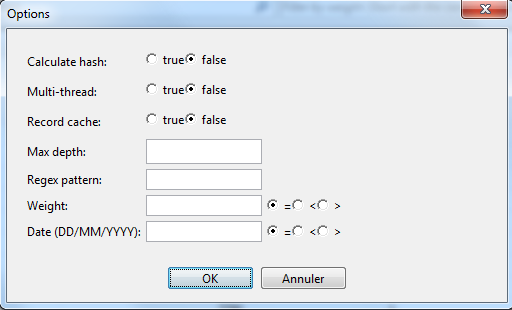 Options
Calculate hash: true false
Multi-thread: true false
Record cache: true false
Max depth:
Regex pattern:
Weight: = < >
Date (DD/MM/YYYY): = < >
OK Annuler